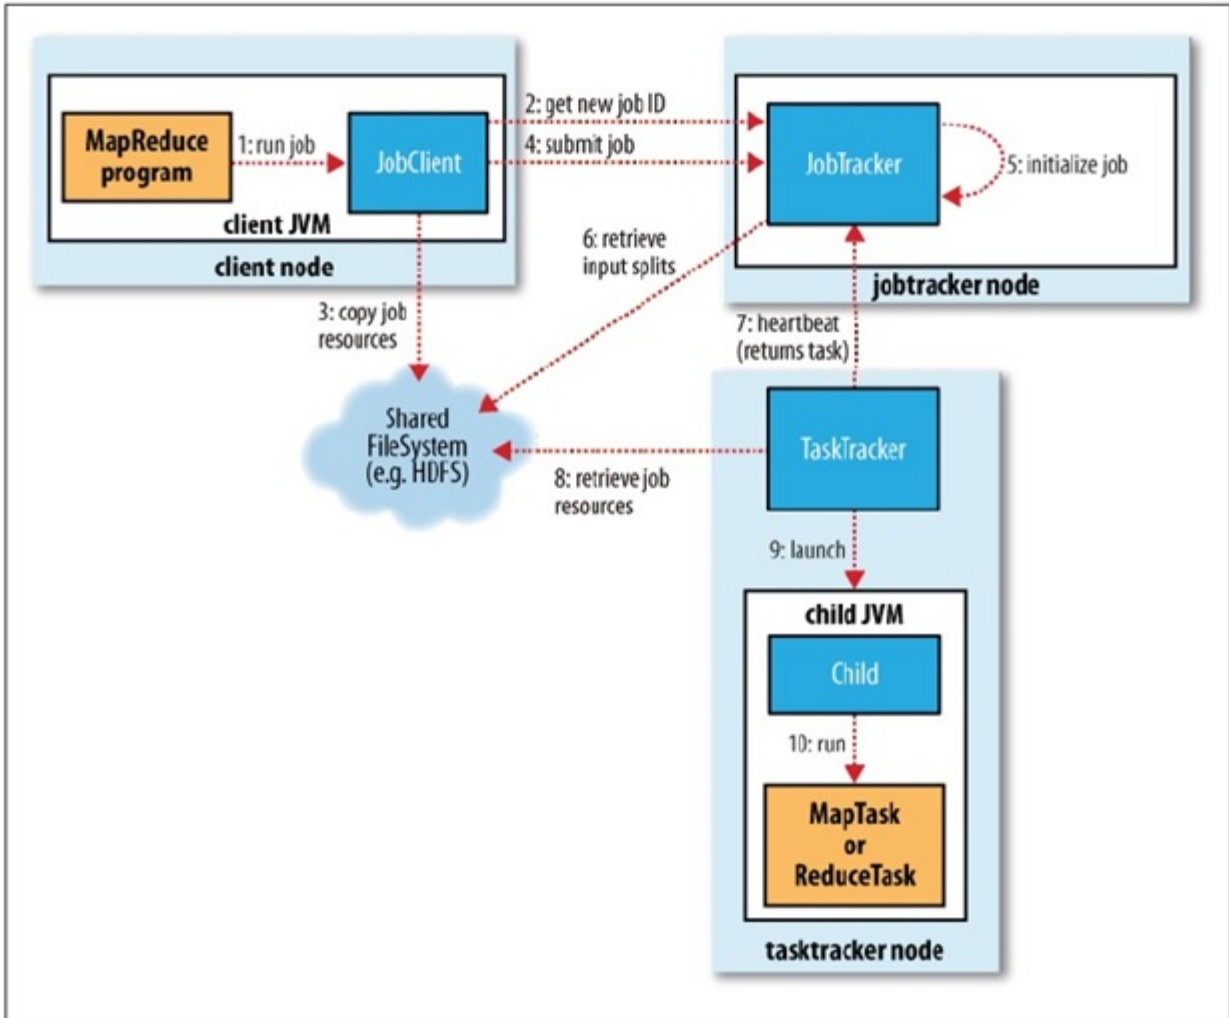 MapReduce
program
1: run job
JobClient
client JVM
client node
2: get new job ID
4: submit job
JobTracker
5: initialize job
jobtracker node
3: copy job
resources
6: retrieve
input splits
7: heartbeat
(returns task)
Shared
FileSystem
(e.g. HDFS)
8: retrieve job
resources
TaskTracker
9: launch
child JVM
Child
10: run
MapTask
or
ReduceTask
tasktracker node